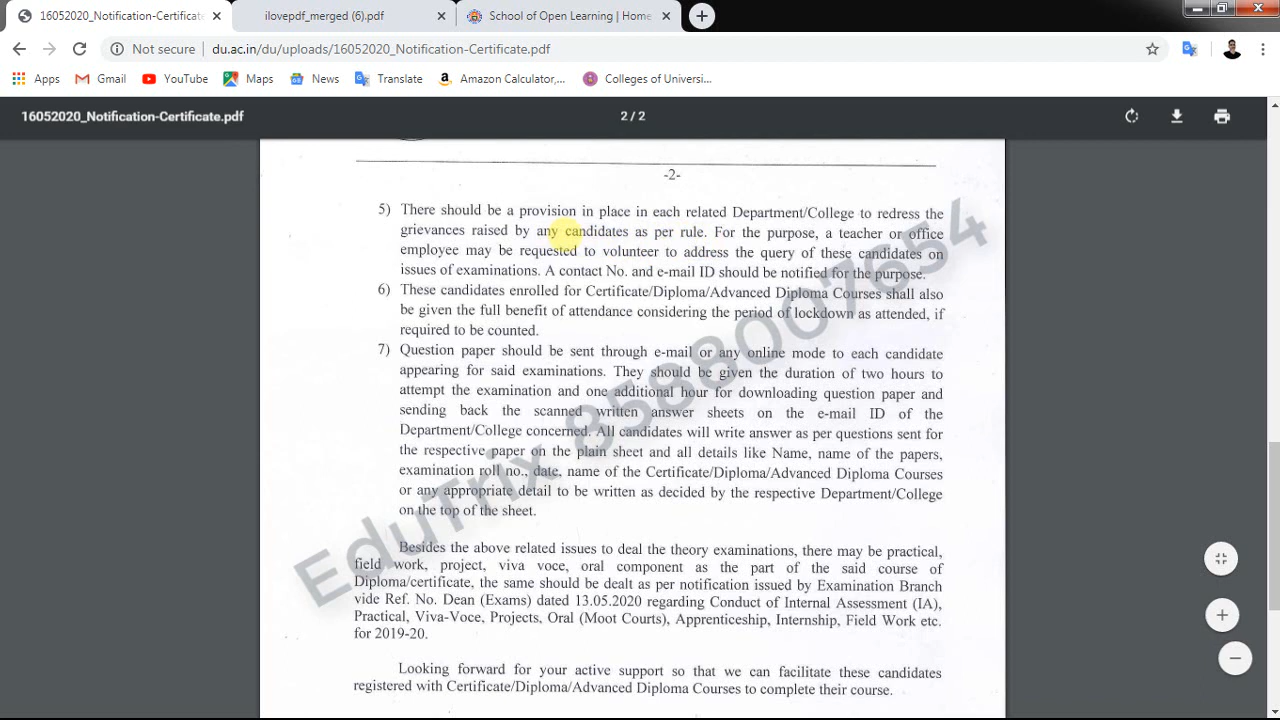 16052020_Notification-Certificate
ilovepdf_merged (6).pdf
School of Open Learning | Home
Not secure
du.ac.in/du/uploads/16052020_Notification-Certificate.pdf
Apps
Gmail
YouTube
Maps
News
Translate
Amazon Calculator,...
Colleges of Universi...
16052020_Notification-Certificate.pdf
2 / 2
-2-
5) There should be a provision in place in each related Department/College to redress the
grievances raised by any candidates as per rule. For the purpose, a teacher or office
employee may be requested to volunteer to address the query of these candidates on
issues of examinations. A contact No. and e-mail ID should be notified for the purpose.
6) These candidates enrolled for Certificate/Diploma/Advanced Diploma Courses shall also
be given the full benefit of attendance considering the period of lockdown as attended, if
required to be counted.
7) Question paper should be sent through e-mail or any online mode to each candidate
appearing for said examinations. They should be given the duration of two hours to
attempt the examination and one additional hour for downloading question paper and
sending back the scanned written answer sheets on the e-mail ID of the
Department/College concerned. All candidates will write answer as per questions sent for
the respective paper on the plain sheet and all details like Name, name of the papers,
examination roll no., date, name of the Certificate/Diploma/Advanced Diploma Courses
or any appropriate detail to be written as decided by the respective Department/College
on the top of the sheet.
Besides the above related issues to deal the theory examinations, there may be practical,
field work, project, viva voce, oral component as the part of the said course of
Diploma/certificate, the same should be dealt as per notification issued by Examination Branch
vide Ref. No. Dean (Exams) dated 13.05.2020 regarding Conduct of Internal Assessment (IA),
Practical, Viva-Voce, Projects, Oral (Moot Courts), Apprenticeship, Internship, Field Work etc.
for 2019-20.
Looking forward for your active support so that we can facilitate these candidates
registered with Certificate/Diploma/Advanced Diploma Courses to complete their course.
EduTrix 8588007654